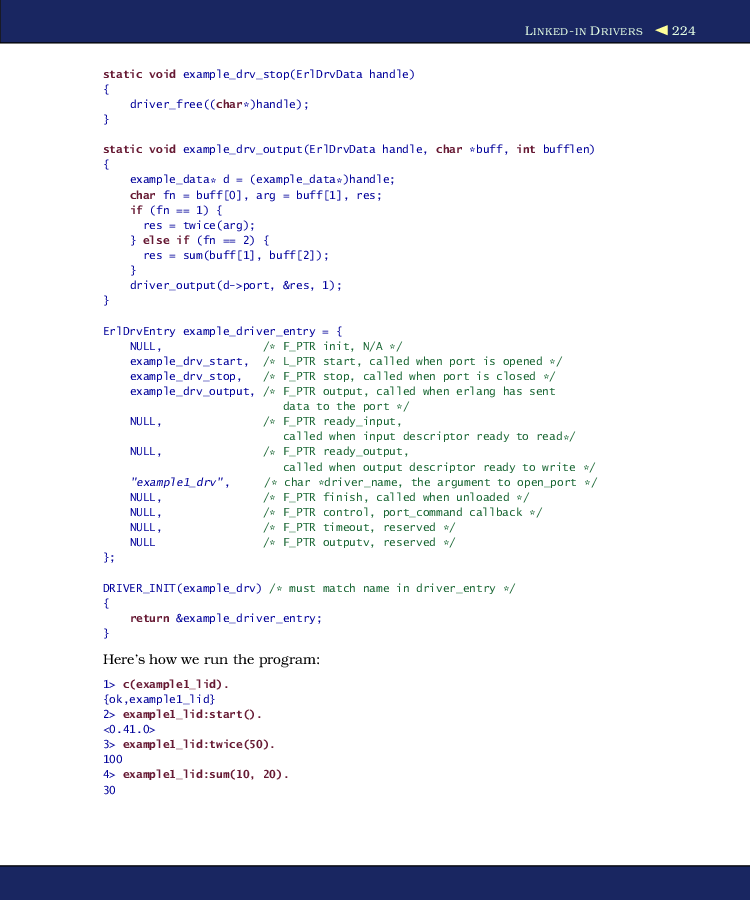 LINKED-IN DRIVERS ◄ 224
static void example_drv_stop(ErlDrvData handle)
{
    driver_free((char*)handle);
}
static void example_drv_output(ErlDrvData handle, char *buff, int bufflen)
{
    example_data* d = (example_data*)handle;
    char fn = buff[0], arg = buff[1], res;
    if (fn == 1) {
      res = twice(arg);
    } else if (fn == 2) {
      res = sum(buff[1], buff[2]);
    }
    driver_output(d->port, &res, 1);
}
ErlDrvEntry example_driver_entry = {
    NULL,               /* F_PTR init, N/A */
    example_drv_start,  /* L_PTR start, called when port is opened */
    example_drv_stop,   /* F_PTR stop, called when port is closed */
    example_drv_output, /* F_PTR output, called when erlang has sent
                           data to the port */
    NULL,               /* F_PTR ready_input,
                           called when input descriptor ready to read*/
    NULL,               /* F_PTR ready_output,
                           called when output descriptor ready to write */
    "example1_drv",     /* char *driver_name, the argument to open_port */
    NULL,               /* F_PTR finish, called when unloaded */
    NULL,               /* F_PTR control, port_command callback */
    NULL,               /* F_PTR timeout, reserved */
    NULL                /* F_PTR outputv, reserved */
};
DRIVER_INIT(example_drv) /* must match name in driver_entry */
{
    return &example_driver_entry;
}
Here's how we run the program:
1> c(example1_lid).
{ok,example1_lid}
2> example1_lid:start().
<0.41.0>
3> example1_lid:twice(50).
100
4> example1_lid:sum(10, 20).
30